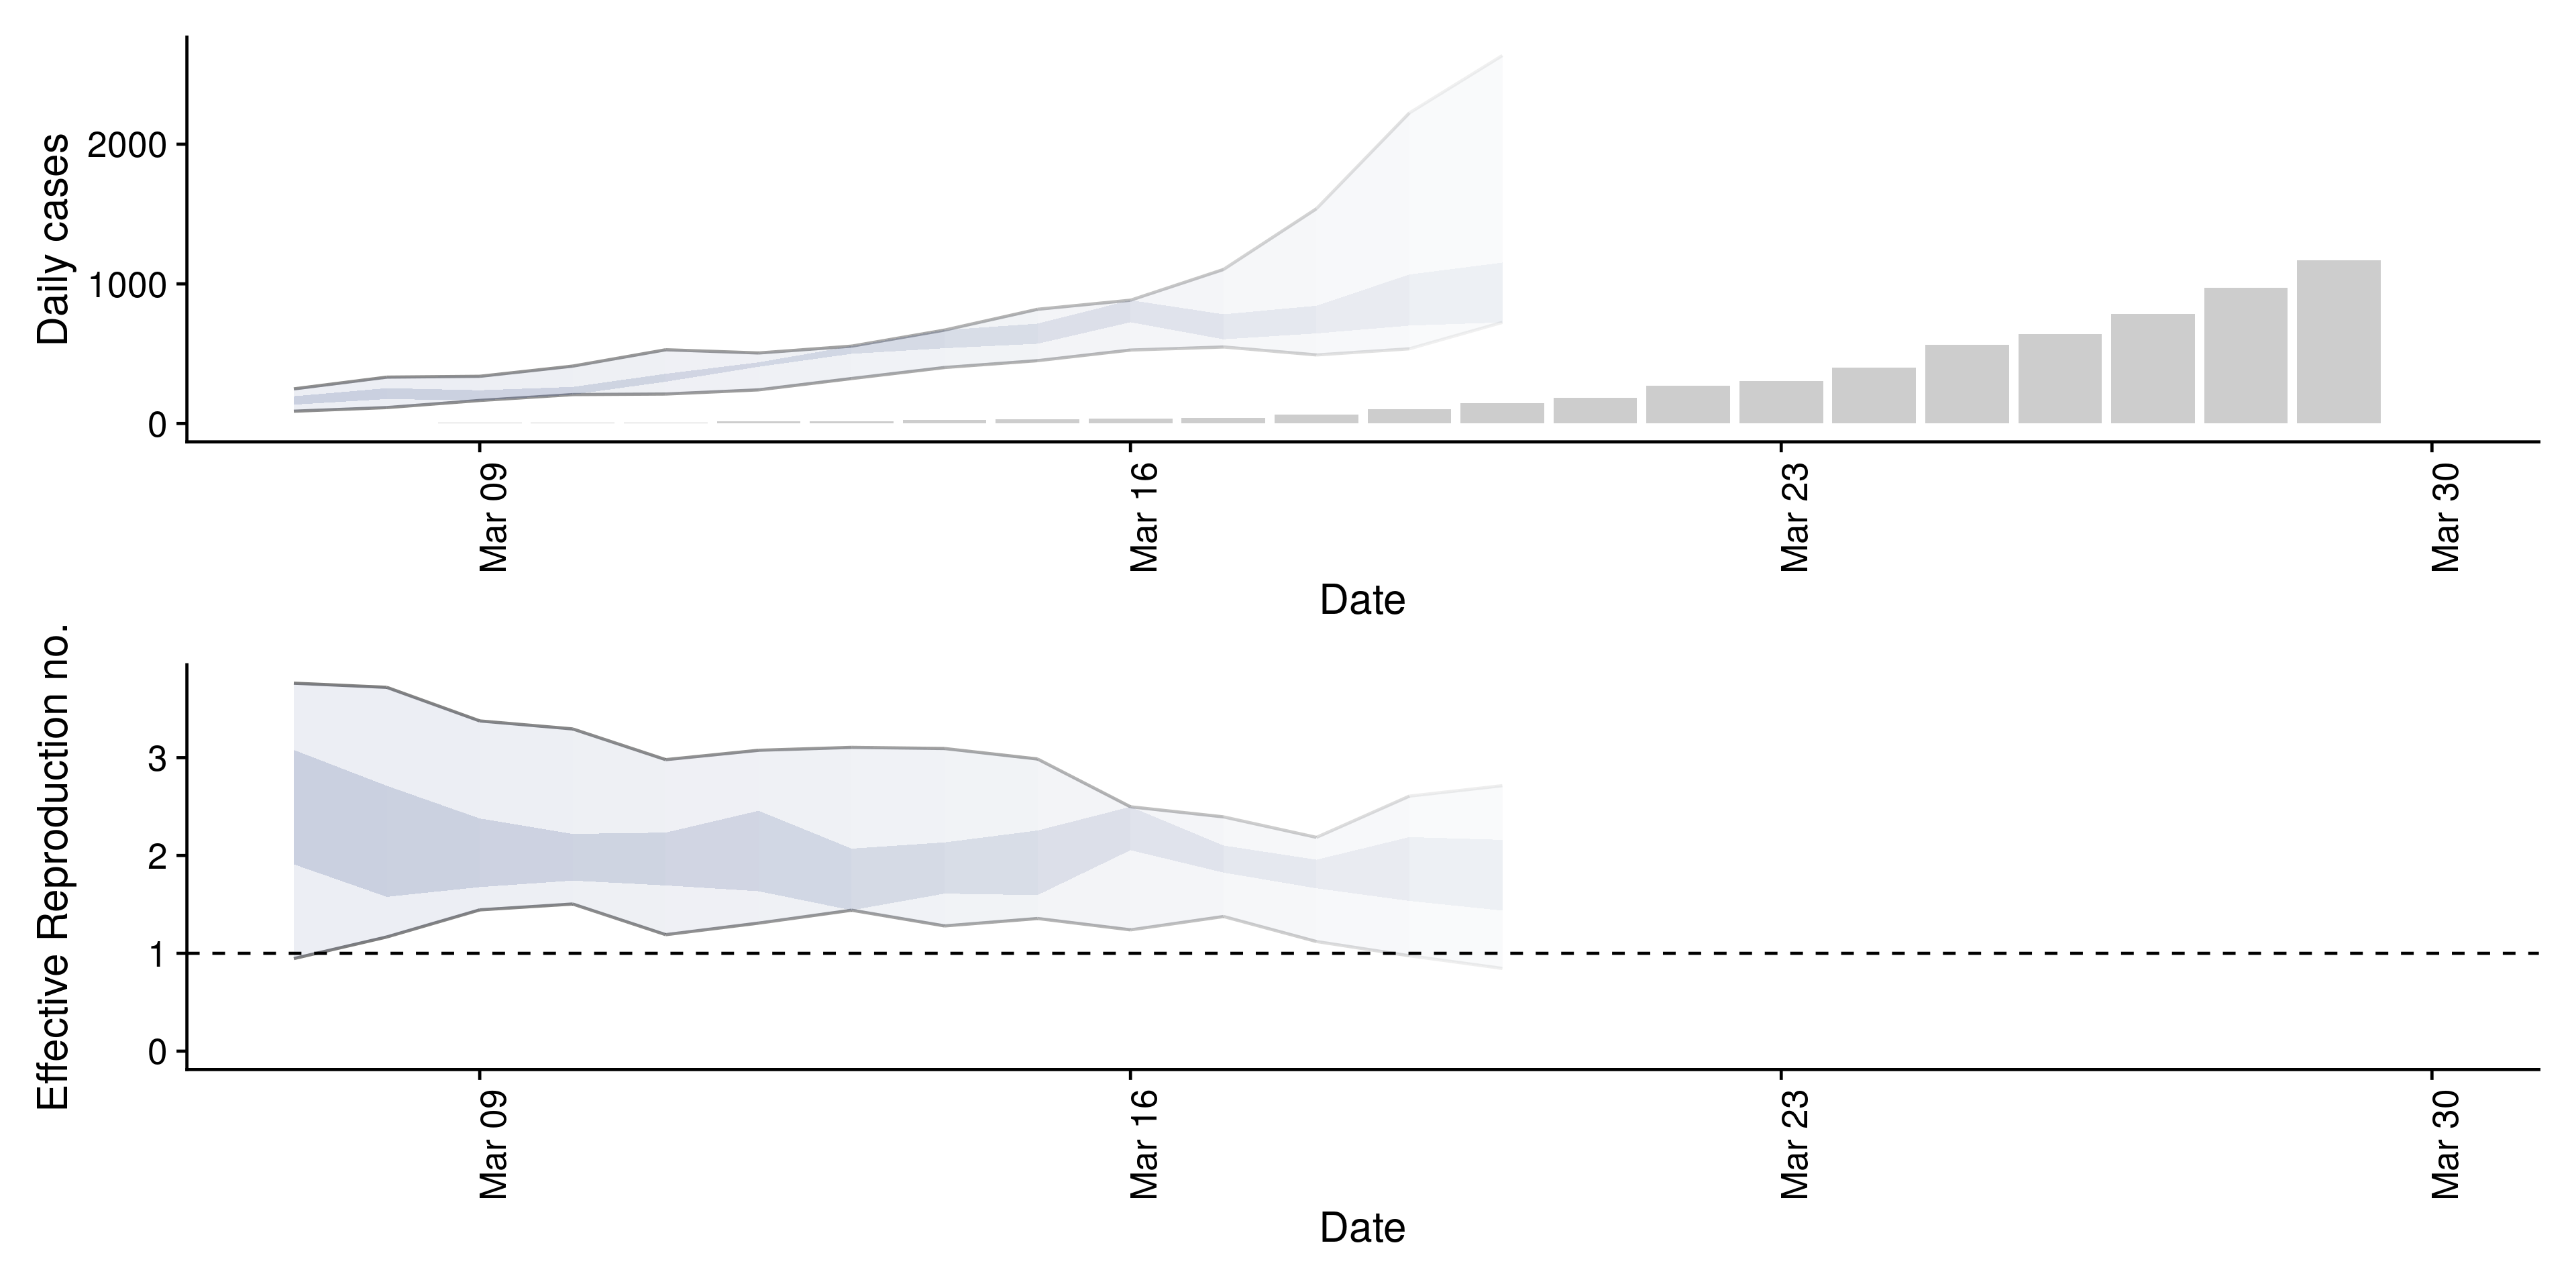 Daily cases
2000
1000
0
Mar 09
Mar 16
Mar 23
Mar 30
Date
Effective Reproduction no.
3
2
1
0
Mar 09
Mar 16
Mar 23
Mar 30
Date